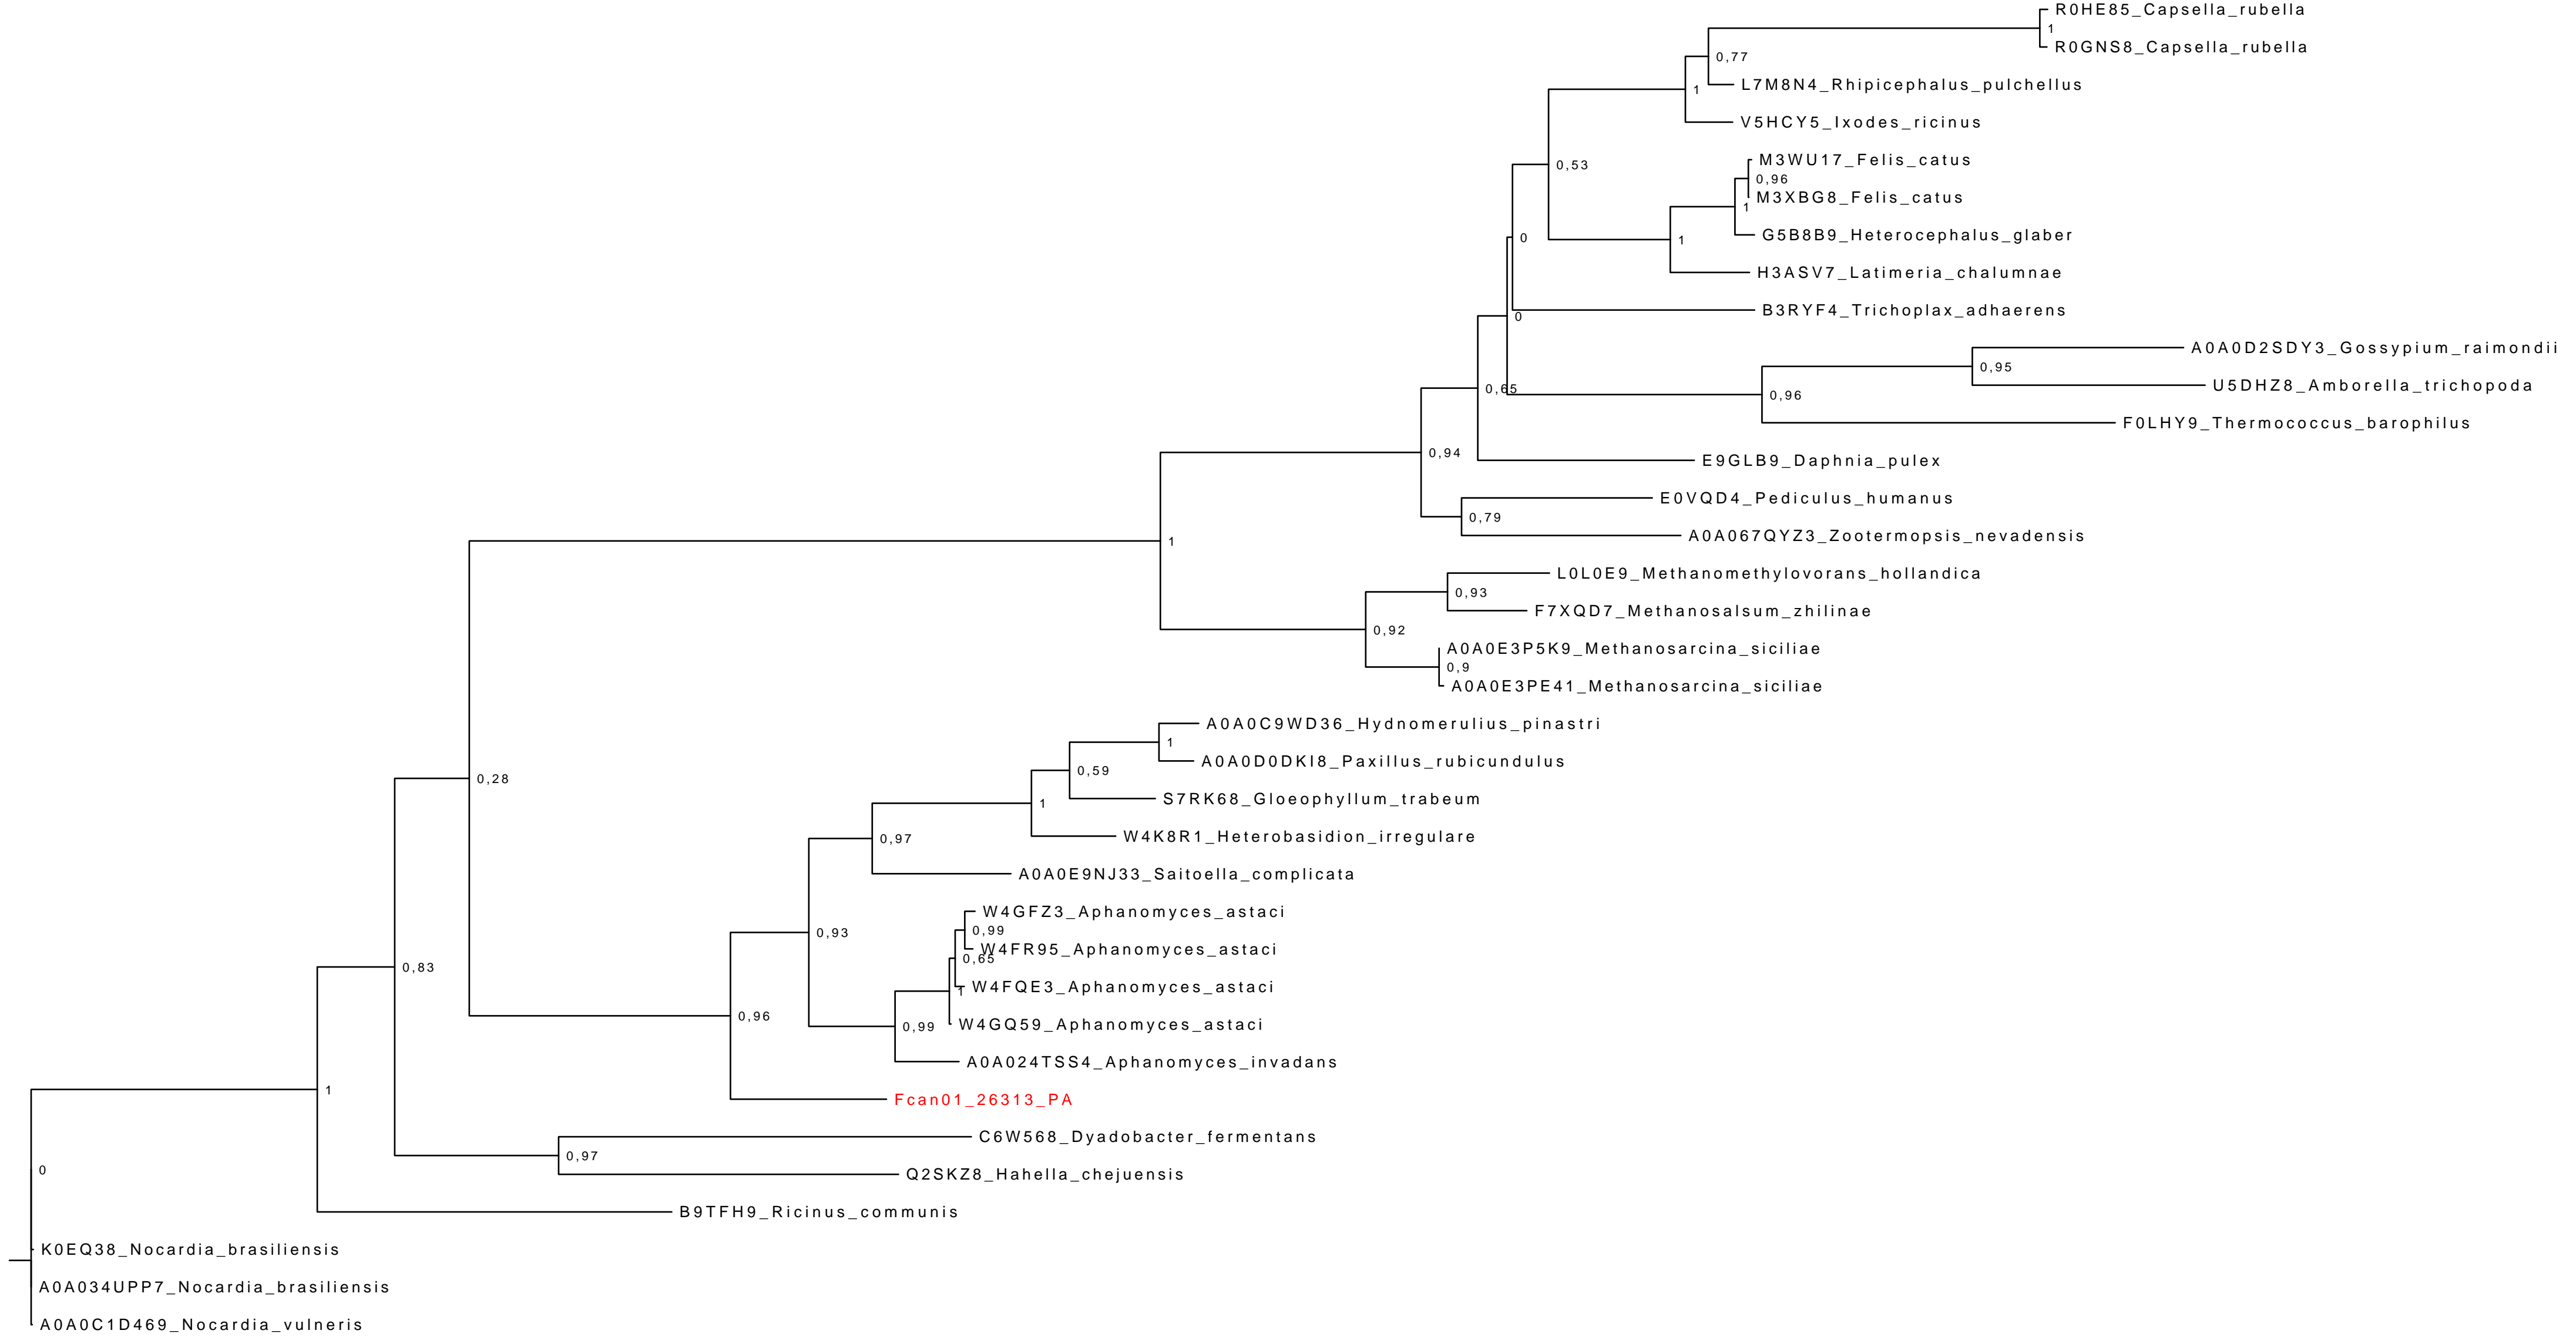 R0HE85_Capsella_rubella
1
R0GNS8_Capsella_rubella
0,77
L7M8N4_Rhipicephalus_pulchellus
1
V5HCY5_Ixodes_ricinus
M3WU17_Felis_catus
0,53
0,96
M3XBG8_Felis_catus
1
G5B8B9_Heterocephalus_glaber
0
1
H3ASV7_Latimeria_chalumnae
B3RYF4_Trichoplax_adhaerens
0
A0A0D2SDY3_Gossypium_raimondii
0,95
U5DHZ8_Amborella_trichopoda
0,65
0,96
F0LHY9_Thermococcus_barophilus
0,94
E9GLB9_Daphnia_pulex
E0VQD4_Pediculus_humanus
0,79
A0A067QYZ3_Zootermopsis_nevadensis
1
L0L0E9_Methanomethylovorans_hollandica
0,93
F7XQD7_Methanosalsum_zhilinae
0,92
A0A0E3P5K9_Methanosarcina_siciliae
0,9
A0A0E3PE41_Methanosarcina_siciliae
A0A0C9WD36_Hydnomerulius_pinastri
1
A0A0D0DKI8_Paxillus_rubicundulus
0,59
0,28
S7RK68_Gloeophyllum_trabeum
1
W4K8R1_Heterobasidion_irregulare
0,97
A0A0E9NJ33_Saitoella_complicata
W4GFZ3_Aphanomyces_astaci
0,93
0,99
W4FR95_Aphanomyces_astaci
0,65
0,83
W4FQE3_Aphanomyces_astaci
1
0,96
W4GQ59_Aphanomyces_astaci
0,99
A0A024TSS4_Aphanomyces_invadans
1
Fcan01_26313_PA
C6W568_Dyadobacter_fermentans
0,97
0
Q2SKZ8_Hahella_chejuensis
B9TFH9_Ricinus_communis
K0EQ38_Nocardia_brasiliensis
A0A034UPP7_Nocardia_brasiliensis
A0A0C1D469_Nocardia_vulneris